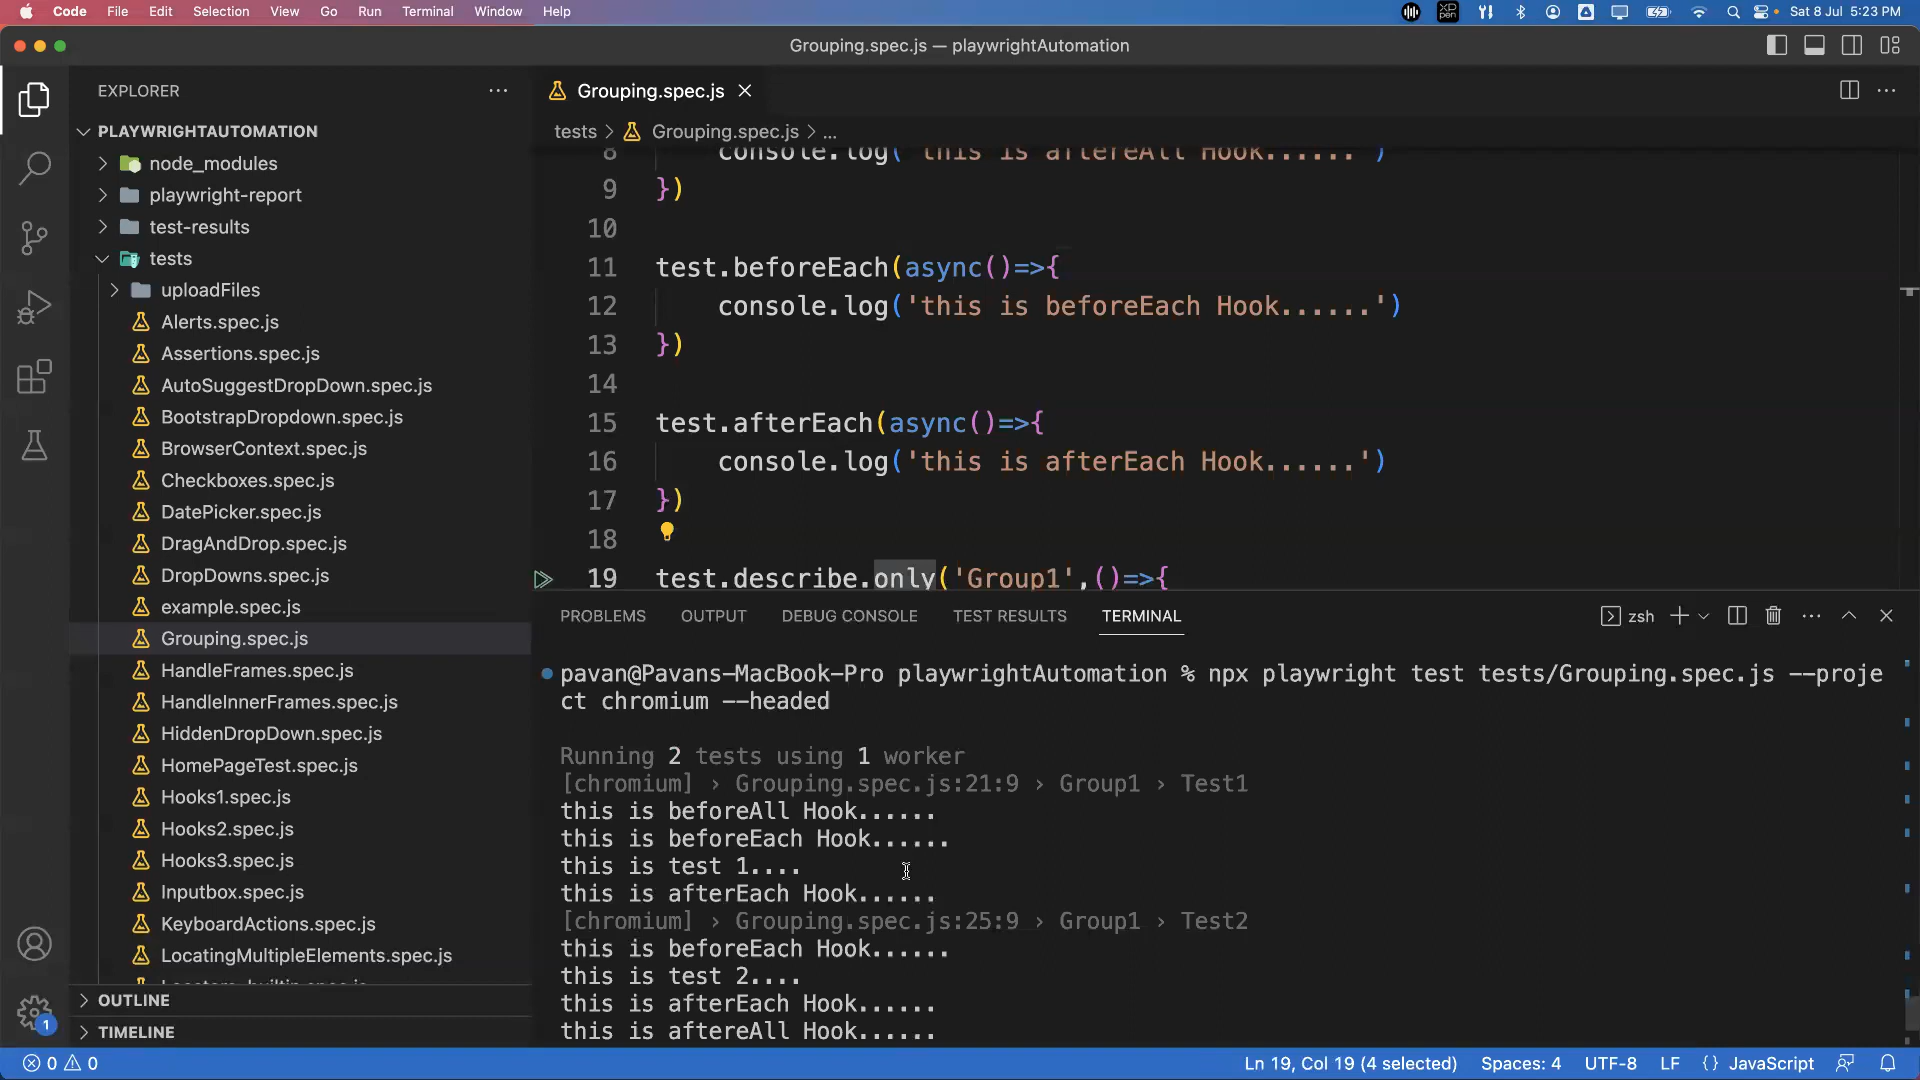 Code File Edit Selection View Go Run Terminal Window Help
XP PEN
Sat 8 Jul 5:23 PM
Grouping.spec.js — playwrightAutomation
EXPLORER
PLAYWRIGHTAUTOMATION
node_modules
playwright-report
test-results
tests
uploadFiles
Alerts.spec.js
Assertions.spec.js
AutoSuggestDropDown.spec.js
BootstrapDropdown.spec.js
BrowserContext.spec.js
Checkboxes.spec.js
DatePicker.spec.js
DragAndDrop.spec.js
DropDowns.spec.js
example.spec.js
Grouping.spec.js
HandleFrames.spec.js
HandleInnerFrames.spec.js
HiddenDropDown.spec.js
HomePageTest.spec.js
Hooks1.spec.js
Hooks2.spec.js
Hooks3.spec.js
Inputbox.spec.js
KeyboardActions.spec.js
LocatingMultipleElements.spec.js
OUTLINE
TIMELINE
Grouping.spec.js
tests > Grouping.spec.js > ...
8 console.log('this is aftereAll Hook......')
9 })
10
11 test.beforeEach(async()=>{
12 console.log('this is beforeEach Hook......')
13 })
14
15 test.afterEach(async()=>{
16 console.log('this is afterEach Hook......')
17 })
18
19 test.describe.only('Group1',()=>{
PROBLEMS OUTPUT DEBUG CONSOLE TEST RESULTS TERMINAL
zsh
pavan@Pavans-MacBook-Pro playwrightAutomation % npx playwright test tests/Grouping.spec.js --proje
ct chromium --headed
Running 2 tests using 1 worker
[chromium] › Grouping.spec.js:21:9 › Group1 › Test1
this is beforeAll Hook......
this is beforeEach Hook......
this is test 1....
this is afterEach Hook......
[chromium] › Grouping.spec.js:25:9 › Group1 › Test2
this is beforeEach Hook......
this is test 2....
this is afterEach Hook......
this is aftereAll Hook......
1
0 0
Ln 19, Col 19 (4 selected) Spaces: 4 UTF-8 LF {} JavaScript